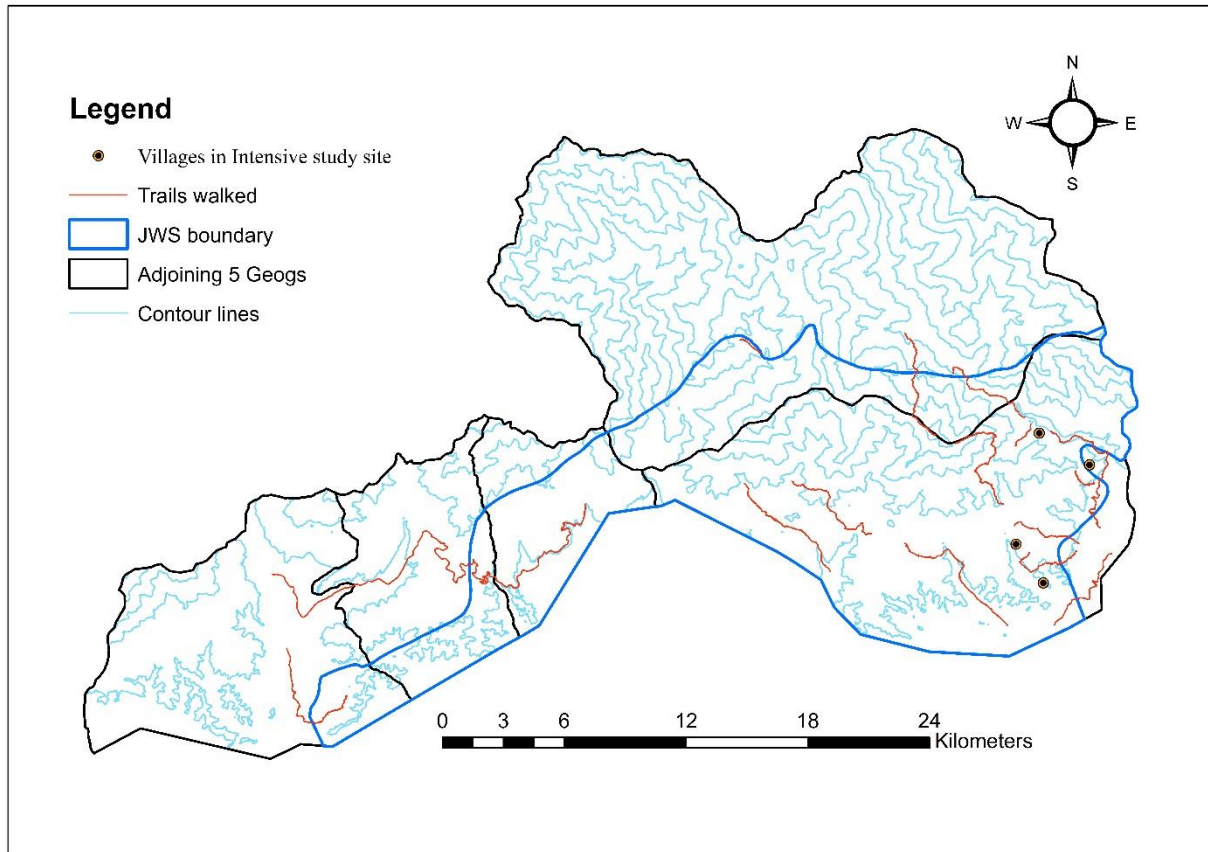 Legend
Villages in Intensive study site
Trails walked
JWS boundary
Adjoining 5 Geogs
Contour lines
N
W E
S
0 3 6 12 18 24
Kilometers